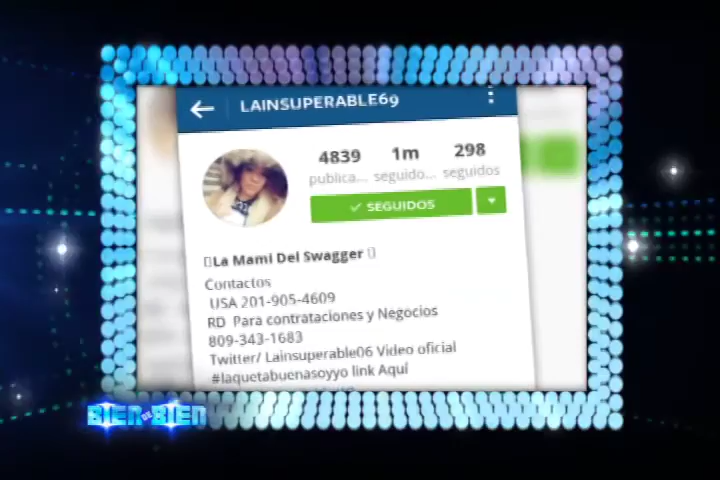 LAINSUPERABLE69
4839 1m 298
publica... seguido... seguidos
✓ SEGUIDOS
La Mami Del Swagger
Contactos
USA 201-905-4609
RD Para contrataciones y Negocios
809-343-1683
Twitter/ Lainsuperable06 Video oficial
#laquetabuenasoyyo link Aquí
BIEN DE BIEN